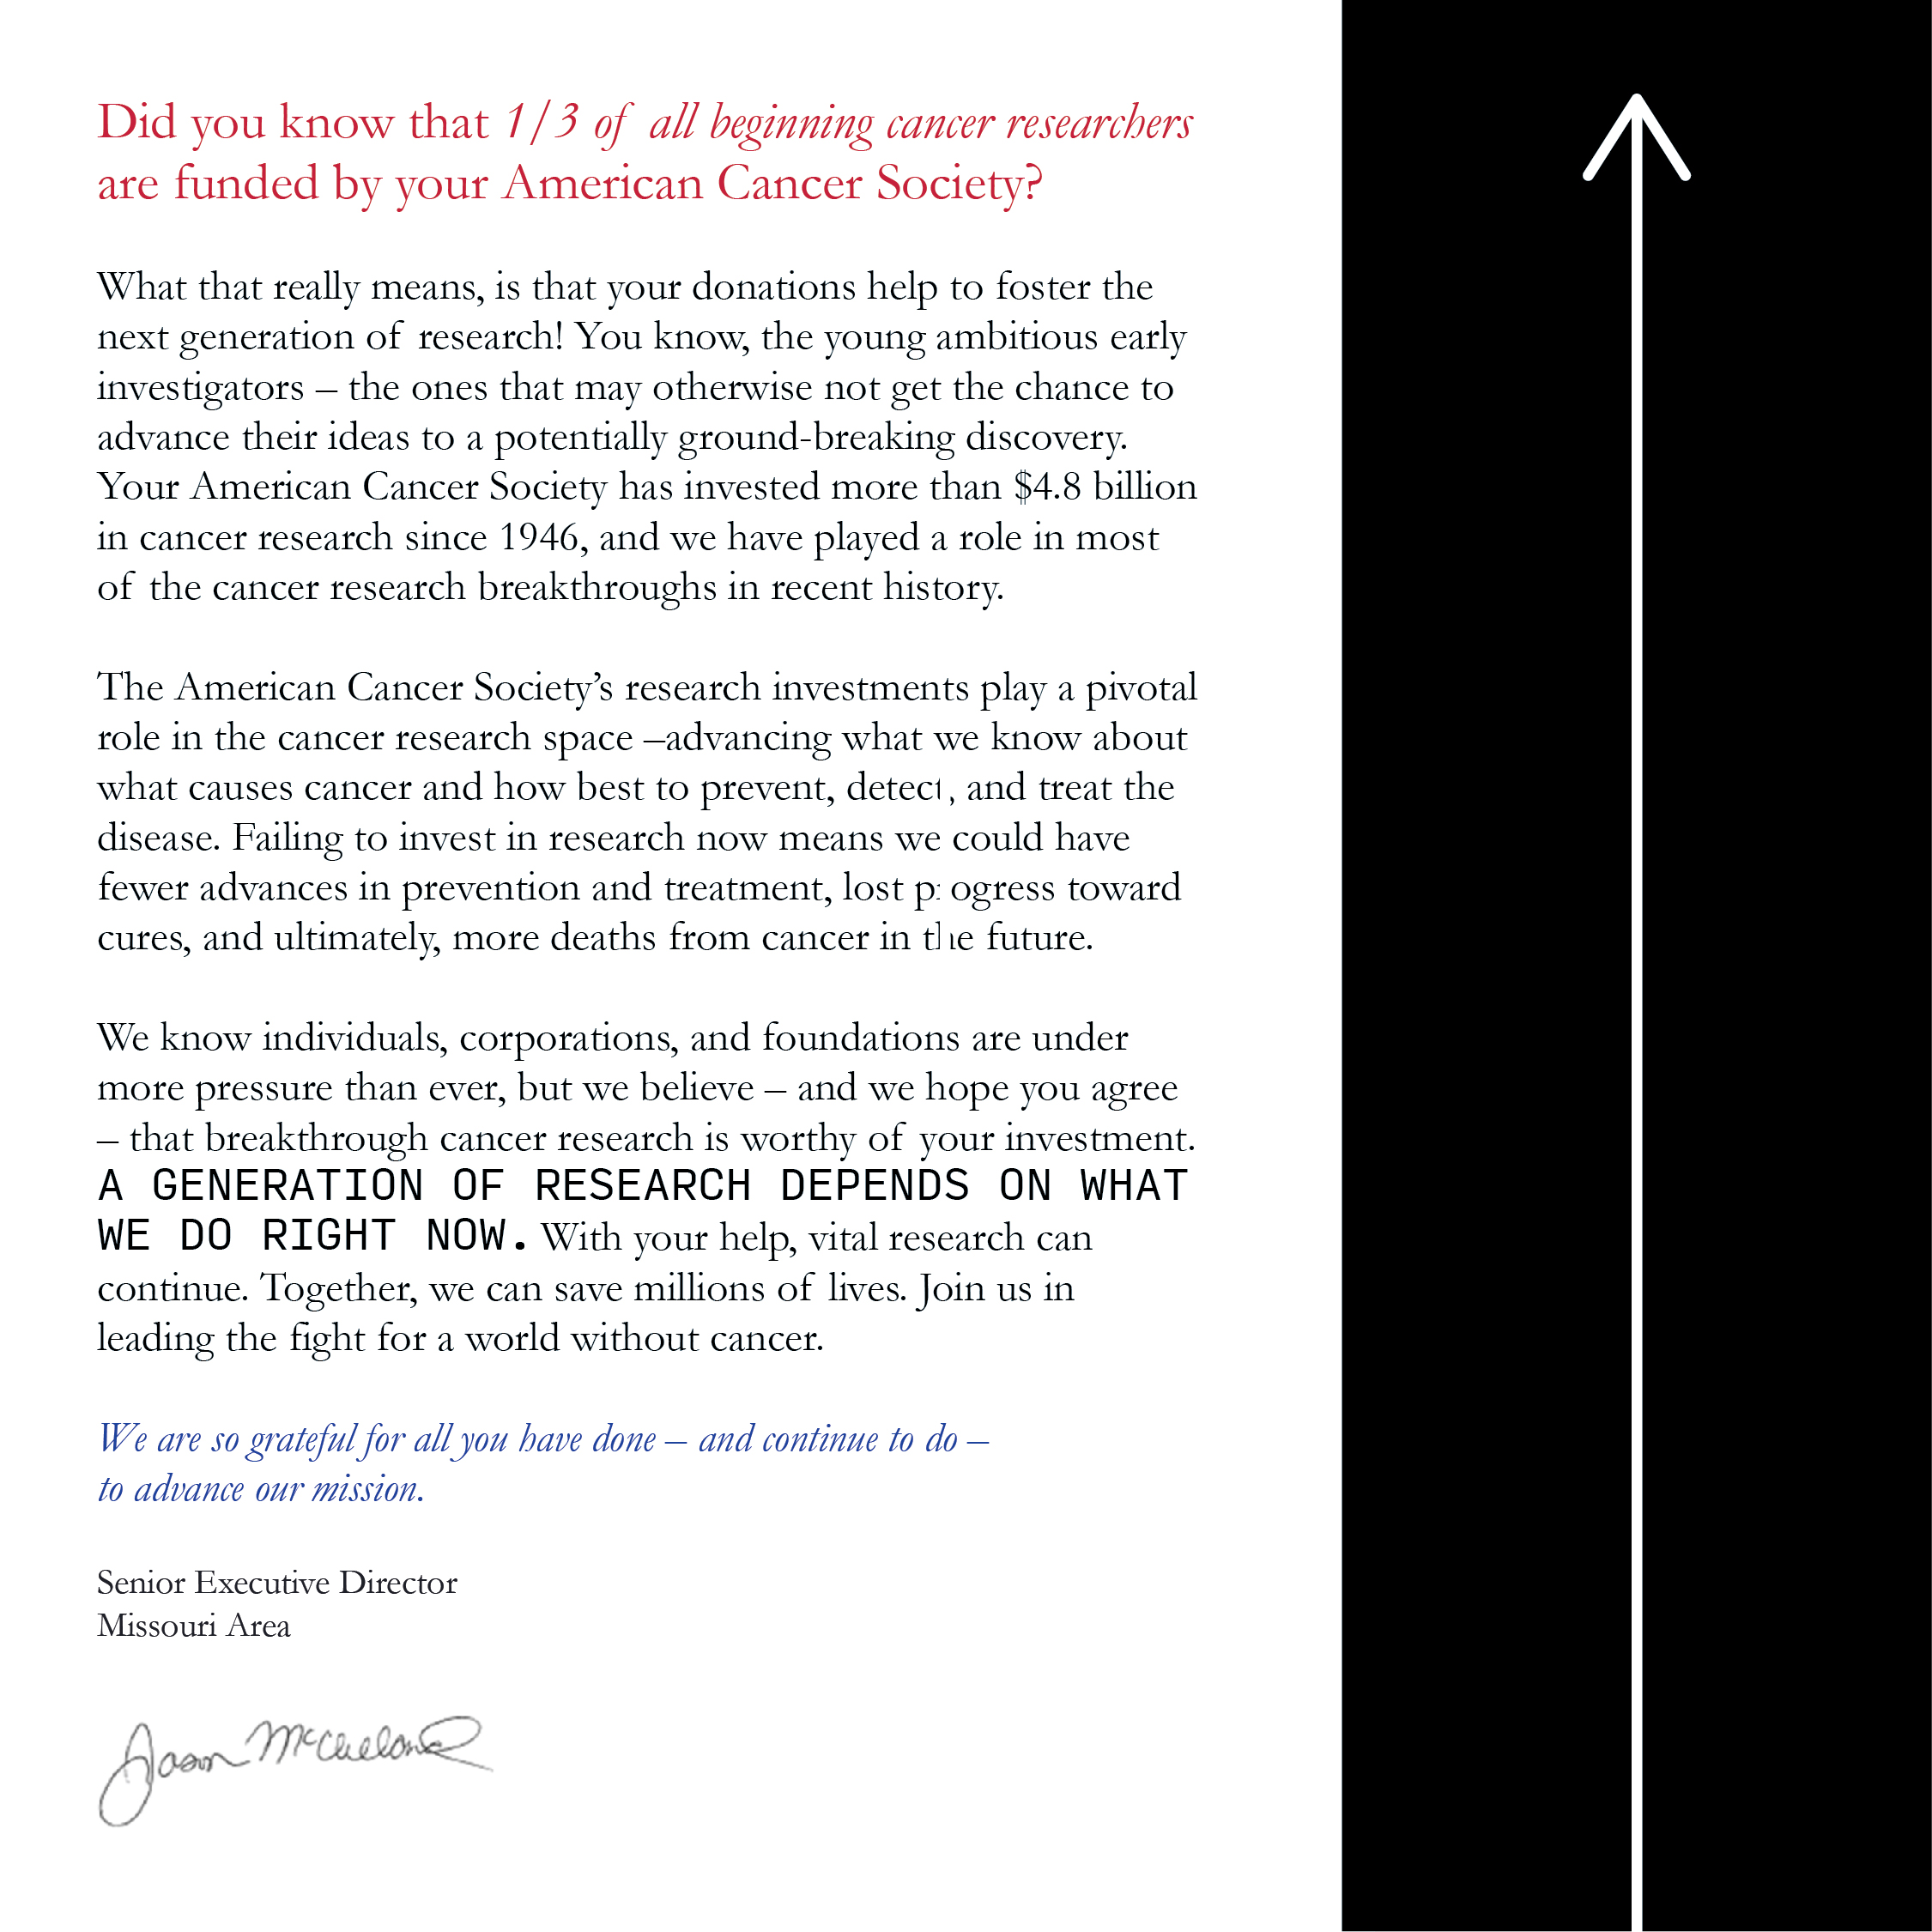 Did you know that 1/3 of all beginning cancer researchers
are funded by your American Cancer Society?
What that really means, is that your donations help to foster the
next generation of research! You know, the young ambitious early
investigators – the ones that may otherwise not get the chance to
advance their ideas to a potentially ground-breaking discovery.
Your American Cancer Society has invested more than $4.8 billion
in cancer research since 1946, and we have played a role in most
of the cancer research breakthroughs in recent history.
The American Cancer Society’s research investments play a pivotal
role in the cancer research space –advancing what we know about
what causes cancer and how best to prevent, detect, and treat the
disease. Failing to invest in research now means we could have
fewer advances in prevention and treatment, lost progress toward
cures, and ultimately, more deaths from cancer in the future.
We know individuals, corporations, and foundations are under
more pressure than ever, but we believe – and we hope you agree
– that breakthrough cancer research is worthy of your investment.
A GENERATION OF RESEARCH DEPENDS ON WHAT
WE DO RIGHT NOW. With your help, vital research can
continue. Together, we can save millions of lives. Join us in
leading the fight for a world without cancer.
We are so grateful for all you have done – and continue to do –
to advance our mission.
Senior Executive Director
Missouri Area
Jason